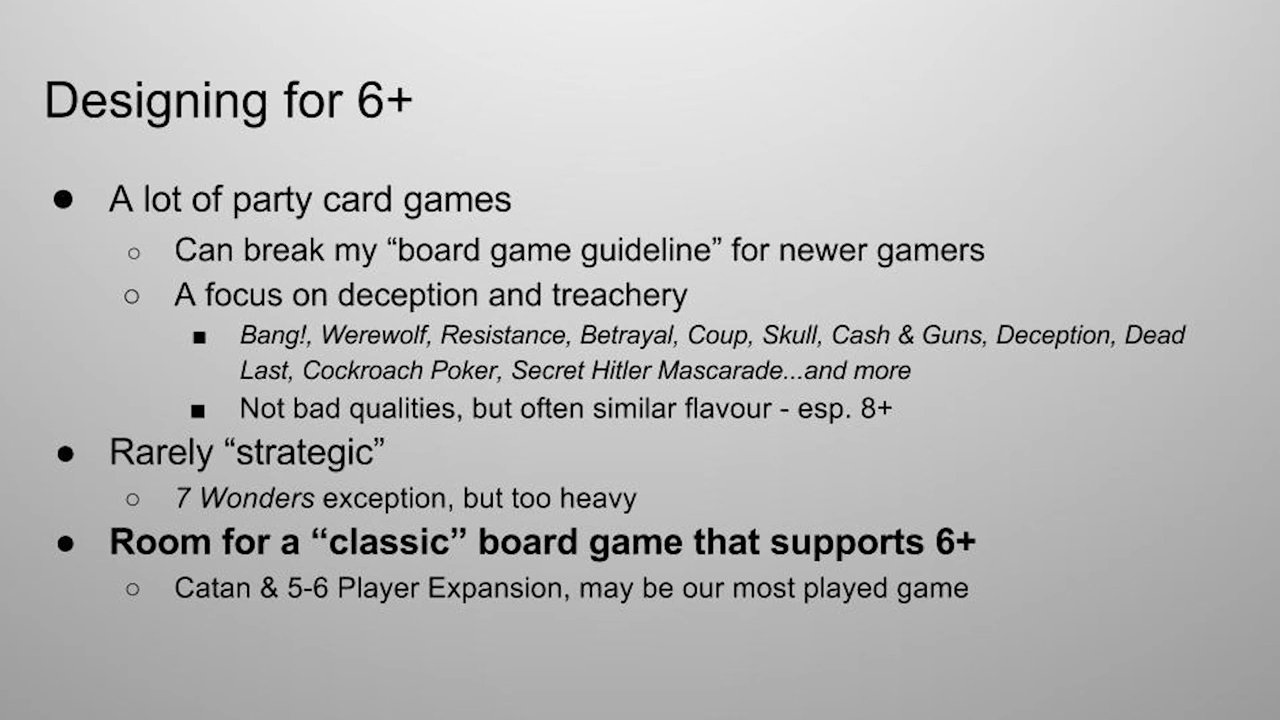 Designing for 6+
● A lot of party card games
○ Can break my “board game guideline” for newer gamers
○ A focus on deception and treachery
■ Bang!, Werewolf, Resistance, Betrayal, Coup, Skull, Cash & Guns, Deception, Dead
Last, Cockroach Poker, Secret Hitler Mascarade...and more
■ Not bad qualities, but often similar flavour - esp. 8+
● Rarely “strategic”
○ 7 Wonders exception, but too heavy
● Room for a “classic” board game that supports 6+
○ Catan & 5-6 Player Expansion, may be our most played game